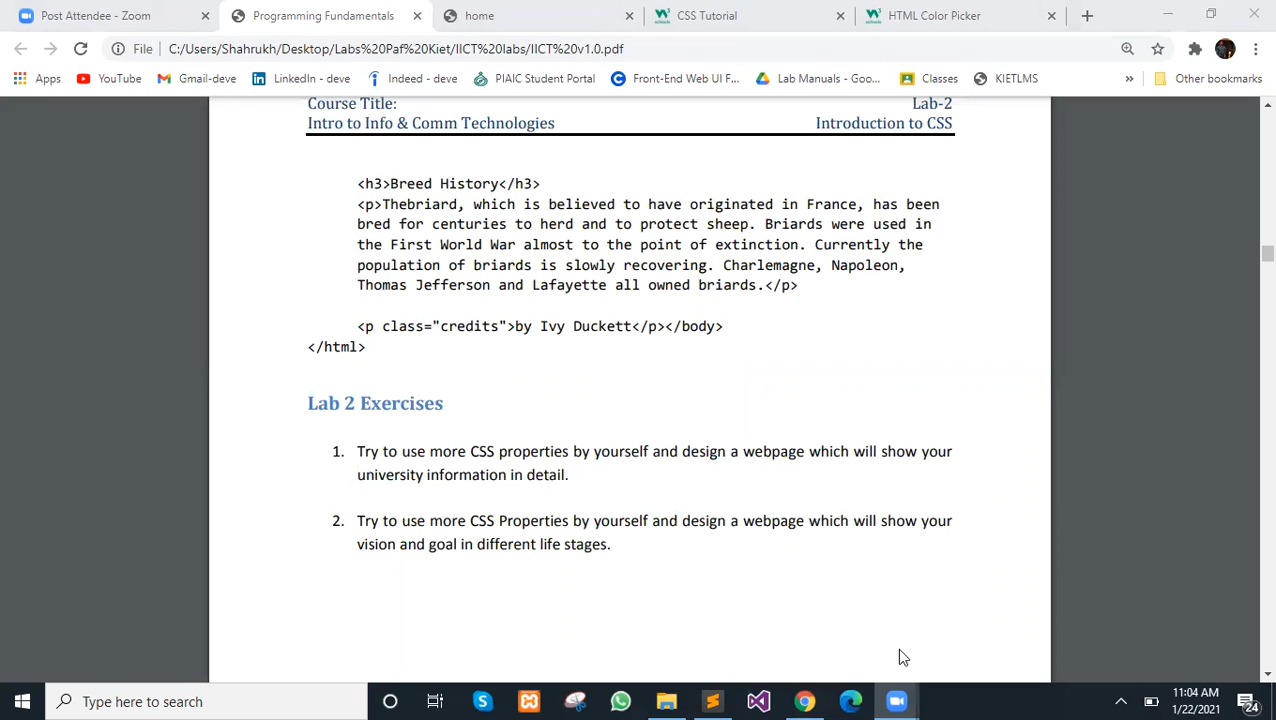 Post Attendee - Zoom
Programming Fundamentals
home
CSS Tutorial
HTML Color Picker
File
C:/Users/Shahrukh/Desktop/Labs%20Paf%20Kiet/IICT%20labs/IICT%20v1.0.pdf
Apps
YouTube
Gmail-deve
LinkedIn - deve
Indeed - deve
PIAIC Student Portal
Front-End Web UI F...
Lab Manuals - Goo...
Classes
KIETLMS
»
Other bookmarks
Course Title:
Lab-2
Intro to Info & Comm Technologies
Introduction to CSS
<h3>Breed History</h3>
<p>Thebriard, which is believed to have originated in France, has been
bred for centuries to herd and to protect sheep. Briards were used in
the First World War almost to the point of extinction. Currently the
population of briards is slowly recovering. Charlemagne, Napoleon,
Thomas Jefferson and Lafayette all owned briards.</p>
<p class="credits">by Ivy Duckett</p></body>
</html>
Lab 2 Exercises
1. Try to use more CSS properties by yourself and design a webpage which will show your
university information in detail.
2. Try to use more CSS Properties by yourself and design a webpage which will show your
vision and goal in different life stages.
Type here to search
11:04 AM
1/22/2021
24